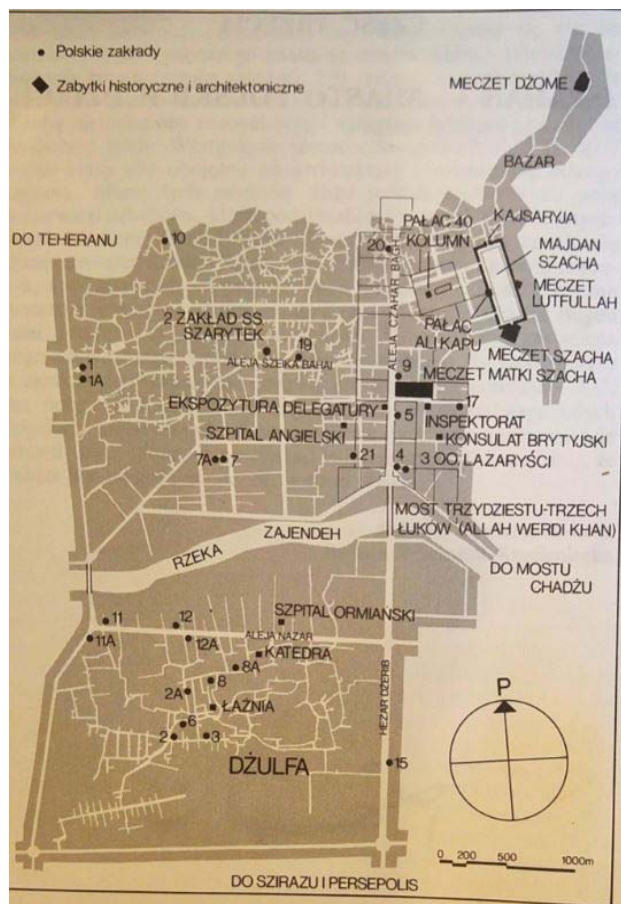 Polskie zakłady
Zabytki historyczne i architektoniczne
MECZET DŻOME
BAZAR
KAJSARYJA
PAŁAC 40
KOLUMN
DO TEHERANU
10
20
MAJDAN
SZACHA
ALEJA CZAHAR BAGH
MECZET
LUTFULLAH
2 ZAKŁAD SS.
SZARYTEK
19
ALEJA SZEIKA BAHAI
PAŁAC
ALI KAPU
MECZET SZACHA
1
1A
9
MECZET MATKI SZACHA
EKSPOZYTURA DELEGATURY
5
17
INSPEKTORAT
SZPITAL ANGIELSKI
KONSULAT BRYTYJSKI
7A
7
21
4
3 OO. LAZARYŚCI
MOST TRZYDZIESTU-TRZECH
ŁUKÓW (ALLAH WERDI KHAN)
RZEKA
ZAJENDEH
DO MOSTU
CHADŻU
11
12
SZPITAL ORMIAŃSKI
11A
12A
ALEJA NAZAR
KATEDRA
8A
8
2A
ŁAŹNIA
HEZAR DŻERIB
6
2
3
DŻULFA
15
P
0 200 500 1000m
DO SZIRAZU I PERSEPOLIS